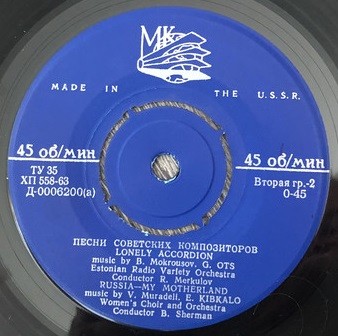 МК
MADE IN THE U.S.S.R.
45 об/мин 45 об/мин
ТУ 35
ХП 558-63
Д-0006200(а)
Вторая гр.-2
0-45
ПЕСНИ СОВЕТСКИХ КОМПОЗИТОРОВ
LONELY ACCORDION
music by B. Mokrousov. G. OTS
Estonian Radio Variety Orchestra
Conductor R. Merkulov
RUSSIA—MY MOTHERLAND
music by V. Muradeli, E. KIBKALO
Women's Choir and Orchestra
Conductor B. Sherman